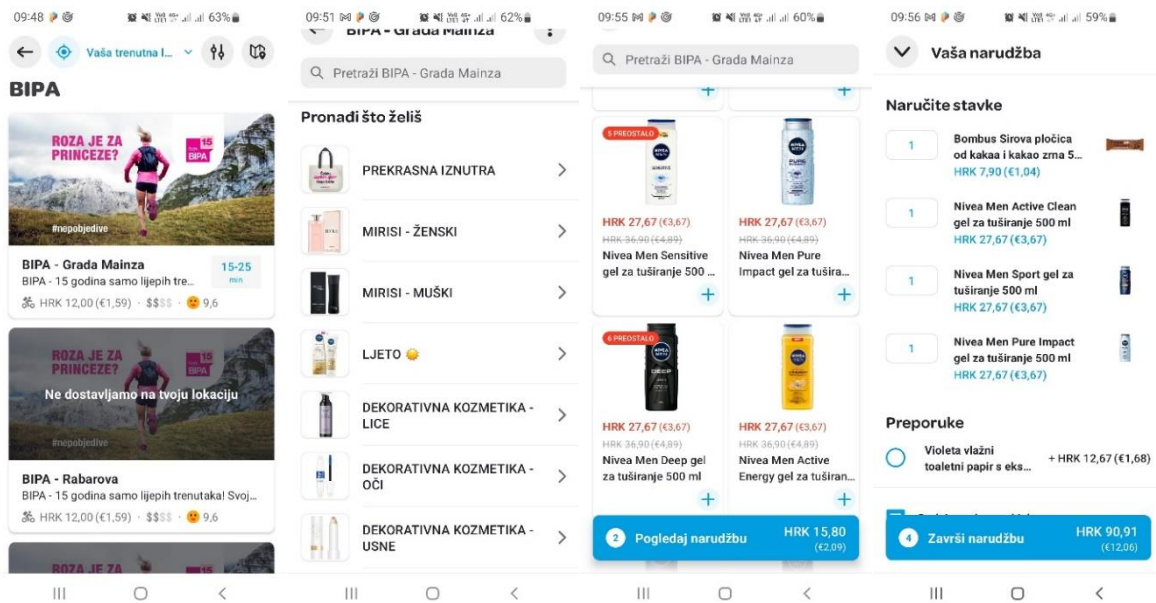 09:48
63%
Vaša trenutna l...
BIPA
ROZA JE ZA
PRINCEZE?
15
BIPA
#nepobjedive
BIPA - Grada Mainza
15-25
min
BIPA - 15 godina samo lijepih tre...
HRK 12,00 (€1,59) · $$$$ · 9,6
ROZA JE ZA
PRINCEZE?
15
BIPA
Ne dostavljamo na tvoju lokaciju
#nepobjedive
BIPA - Rabarova
BIPA - 15 godina samo lijepih trenutaka! Svoj...
HRK 12,00 (€1,59) · $$$$ · 9,6
ROZA JE ZA
15
09:51
62%
BIPA - Grada Mainza
Pretraži BIPA - Grada Mainza
Pronađi što želiš
PREKRASNA IZNUTRA
MIRISI - ŽENSKI
MIRISI - MUŠKI
LJETO
DEKORATIVNA KOZMETIKA -
LICE
DEKORATIVNA KOZMETIKA -
OČI
DEKORATIVNA KOZMETIKA -
USNE
09:55
60%
Pretraži BIPA - Grada Mainza
5 PREOSTALO
HRK 27,67 (€3,67)
HRK 36,90 (€4,89)
Nivea Men Sensitive
gel za tuširanje 500 ...
HRK 27,67 (€3,67)
HRK 36,90 (€4,89)
Nivea Men Pure
Impact gel za tušira...
6 PREOSTALO
HRK 27,67 (€3,67)
HRK 36,90 (€4,89)
Nivea Men Deep gel
za tuširanje 500 ml
HRK 27,67 (€3,67)
HRK 36,90 (€4,89)
Nivea Men Active
Energy gel za tuširan...
2 Pogledaj narudžbu HRK 15,80
(€2,09)
09:56
59%
Vaša narudžba
Naručite stavke
1
Bombus Sirova pločica
od kakaa i kakao zrna 5...
HRK 7,90 (€1,04)
1
Nivea Men Active Clean
gel za tuširanje 500 ml
HRK 27,67 (€3,67)
1
Nivea Men Sport gel za
tuširanje 500 ml
HRK 27,67 (€3,67)
1
Nivea Men Pure Impact
gel za tuširanje 500 ml
HRK 27,67 (€3,67)
Preporuke
Violeta vlažni
toaletni papir s eks...
+ HRK 12,67 (€1,68)
4 Završi narudžbu HRK 90,91
(€12,06)